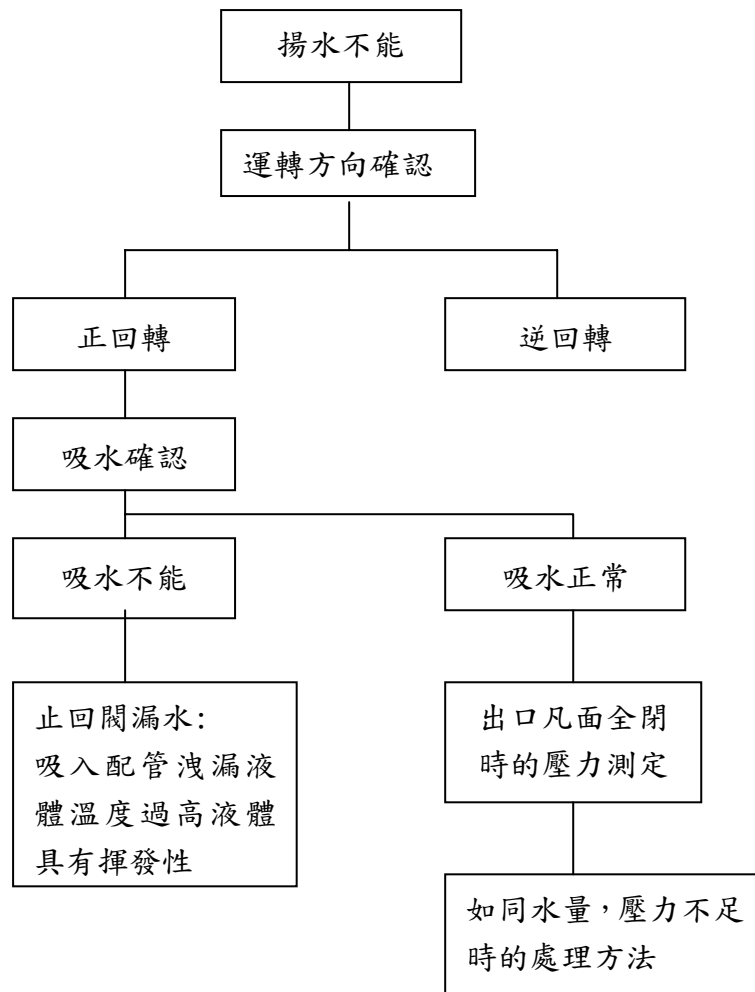 揚水不能
運轉方向確認
正回轉
逆回轉
吸水確認
吸水不能
吸水正常
止回閥漏水:
吸入配管洩漏液
體溫度過高液體
具有揮發性
出口凡面全閉
時的壓力測定
如同水量，壓力不足
時的處理方法